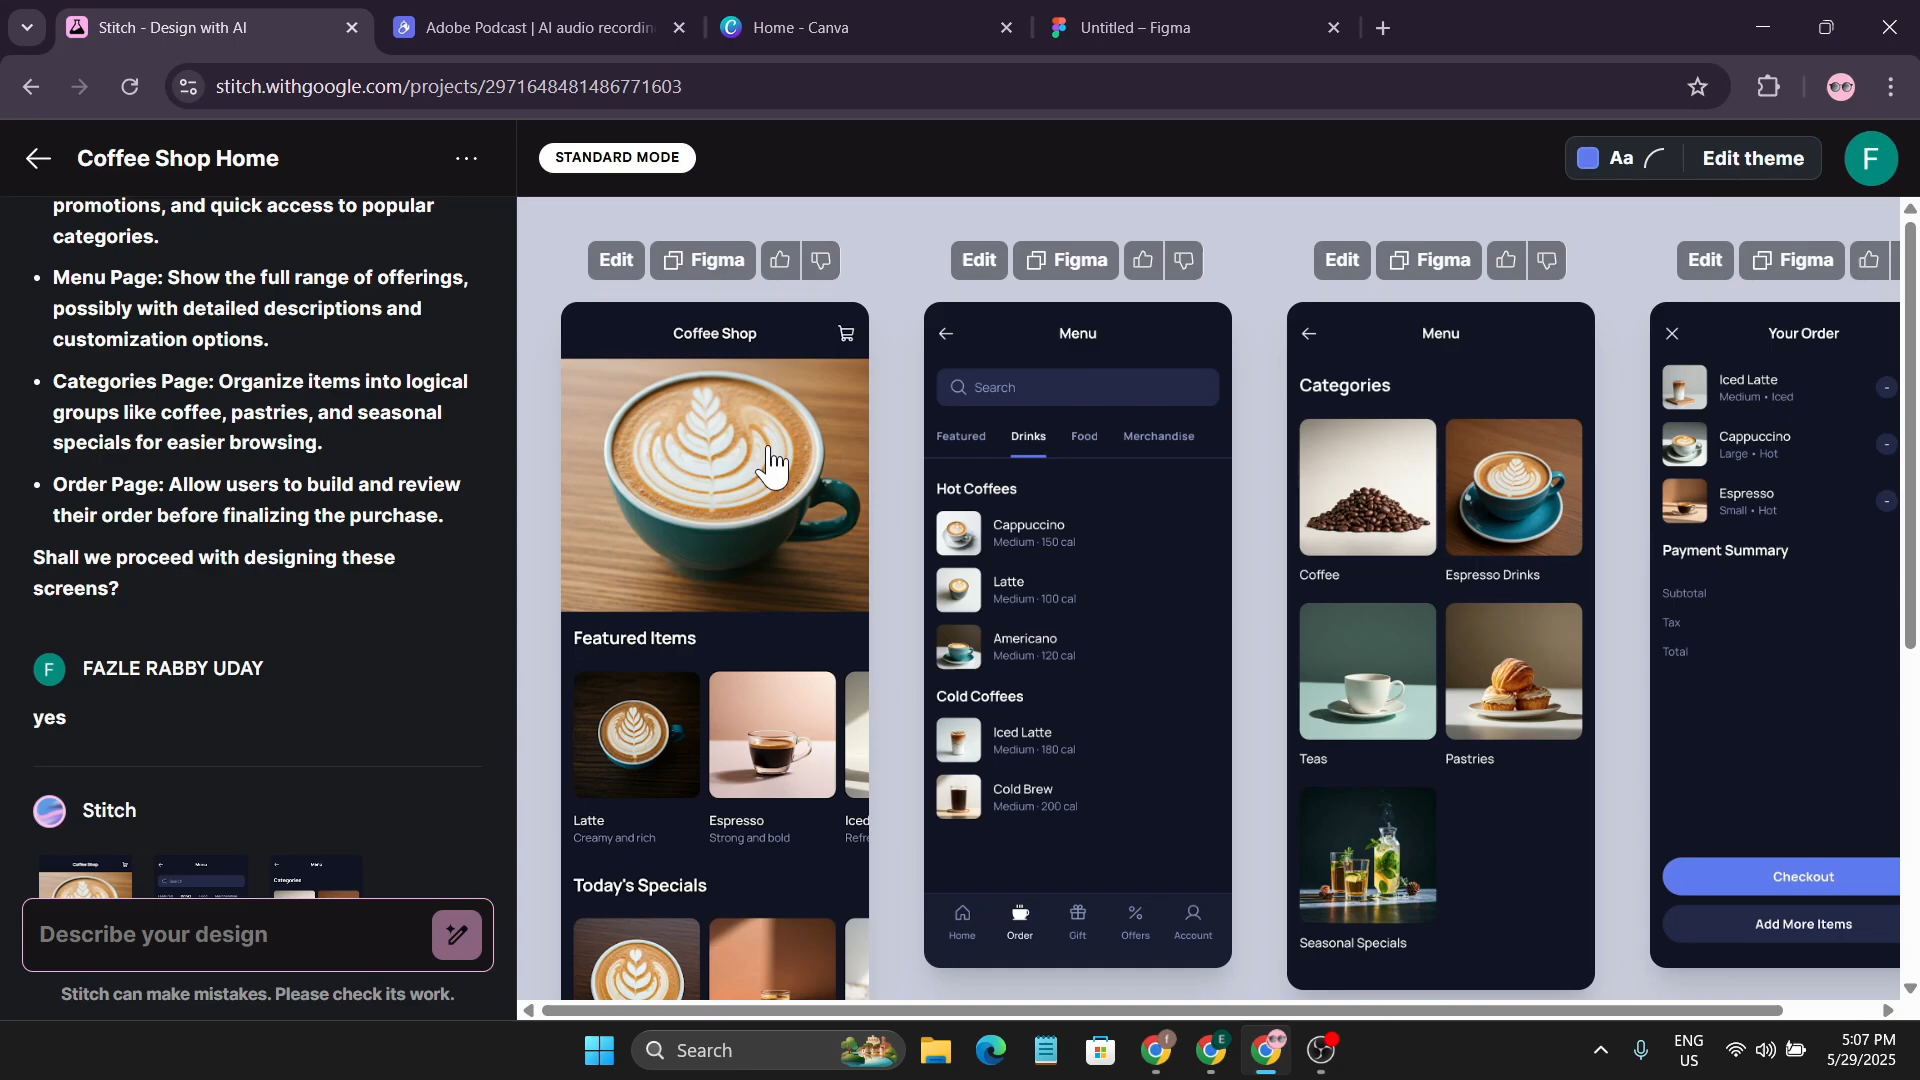 Stitch - Design with AI
Adobe Podcast | AI audio recordin
Home - Canva
Untitled – Figma
stitch.withgoogle.com/projects/2971648481486771603
Coffee Shop Home
STANDARD MODE
Aa
Edit theme
F
promotions, and quick access to popular
categories.
• Menu Page: Show the full range of offerings,
possibly with detailed descriptions and
customization options.
• Categories Page: Organize items into logical
groups like coffee, pastries, and seasonal
specials for easier browsing.
• Order Page: Allow users to build and review
their order before finalizing the purchase.
Shall we proceed with designing these
screens?
F
FAZLE RABBY UDAY
yes
Stitch
Describe your design
Stitch can make mistakes. Please check its work.
Edit
Figma
Coffee Shop
Featured Items
Latte
Creamy and rich
Espresso
Strong and bold
Iced
Refre
Today's Specials
Edit
Figma
Menu
Search
Featured
Drinks
Food
Merchandise
Hot Coffees
Cappuccino
Medium · 150 cal
Latte
Medium · 100 cal
Americano
Medium · 120 cal
Cold Coffees
Iced Latte
Medium · 180 cal
Cold Brew
Medium · 200 cal
Home
Order
Gift
Offers
Account
Edit
Figma
Menu
Categories
Coffee
Espresso Drinks
Teas
Pastries
Seasonal Specials
Edit
Figma
Your Order
Iced Latte
Medium • Iced
-
Cappuccino
Large • Hot
-
Espresso
Small • Hot
-
Payment Summary
Subtotal
Tax
Total
Checkout
Add More Items
Search
ENG
US
5:07 PM
5/29/2025